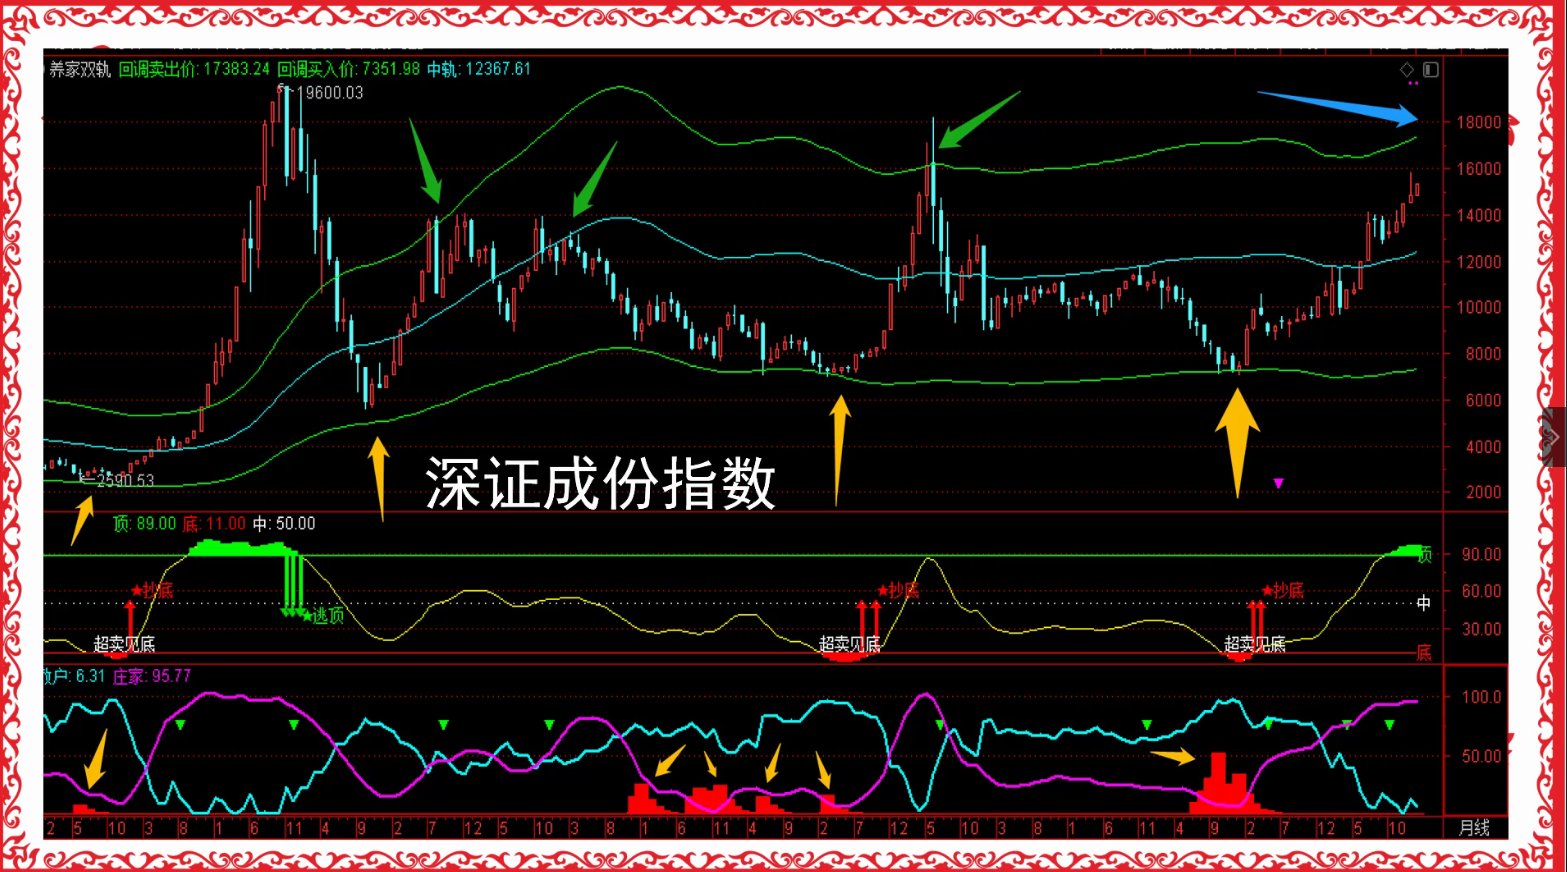 养家双轨 回调卖出价: 17383.24 回调买入价: 7351.98 中轨: 12367.61
19600.03
18000
16000
14000
12000
10000
8000
6000
4000
2000
2590.53
深证成份指数
顶: 89.00 底: 11.00 中: 50.00
90.00
顶
60.00
★抄底
★抄底
★抄底
★逃顶
中
30.00
超卖见底
超卖见底
超卖见底
底
户: 6.31 庄家: 95.77
100.0
50.00
2 5 10 3 8 1 6 11 4 9 2 7 12 5 10 3 8 1 6 11 4 9 2 7 12 5 10 3 8 1 6 11 4 9 2 7 12 5 10 月线